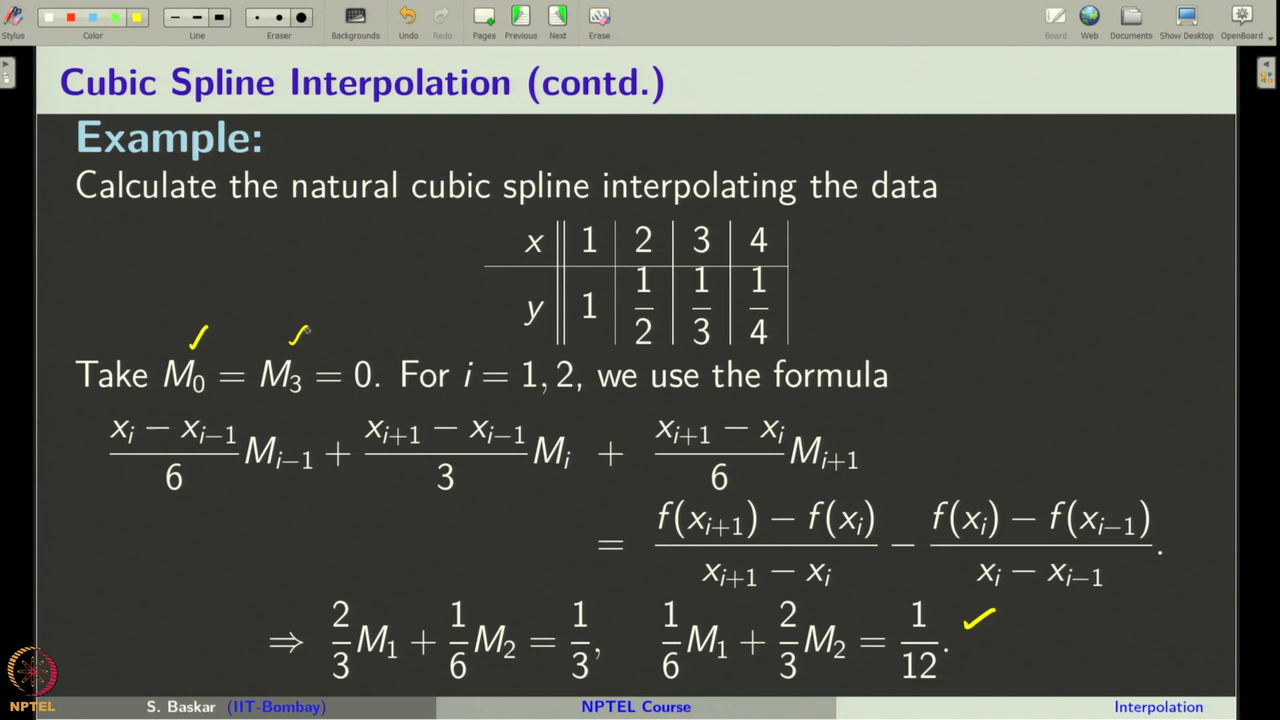 Stylus Color Line Eraser Backgrounds Undo Redo Pages Previous Next Erase Board Web Documents Show Desktop OpenBoard
Cubic Spline Interpolation (contd.)
Example:
Calculate the natural cubic spline interpolating the data
x 1 2 3 4
y 1 1/2 1/3 1/4
Take M₀ = M₃ = 0. For i = 1, 2, we use the formula
(xᵢ − xᵢ₋₁)/6 Mᵢ₋₁ + (xᵢ₊₁ − xᵢ₋₁)/3 Mᵢ + (xᵢ₊₁ − xᵢ)/6 Mᵢ₊₁
= (f(xᵢ₊₁) − f(xᵢ))/(xᵢ₊₁ − xᵢ) − (f(xᵢ) − f(xᵢ₋₁))/(xᵢ − xᵢ₋₁).
⇒ 2/3 M₁ + 1/6 M₂ = 1/3, 1/6 M₁ + 2/3 M₂ = 1/12.
NPTEL
S. Baskar (IIT-Bombay) NPTEL Course Interpolation